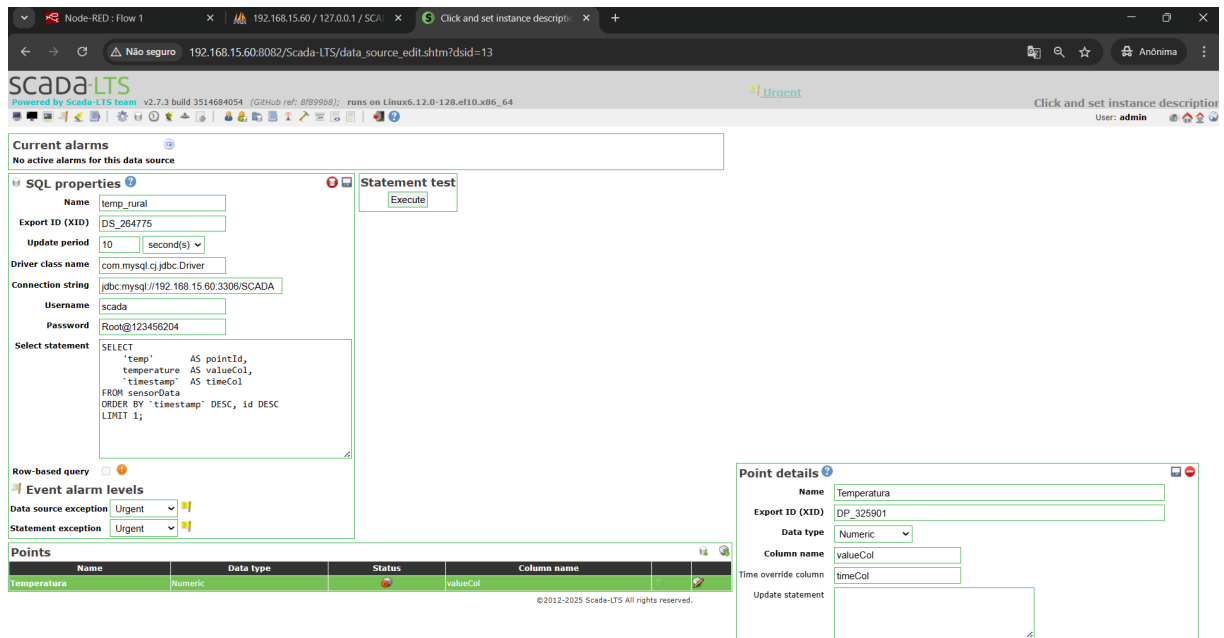 Node-RED : Flow 1
192.168.15.60 / 127.0.0.1 / SCA
Click and set instance descriptio
Não seguro 192.168.15.60:8082/Scada-LTS/data_source_edit.shtm?dsid=13
Anônima
Scada-LTS
Powered by Scada-LTS team v2.7.3 build 3514684054 (GitHub ref: 8f899b8); runs on Linux6.12.0-128.el10.x86_64
Urgent
Click and set instance description
User: admin
Current alarms
No active alarms for this data source
SQL properties
Name temp_rural
Export ID (XID) DS_264775
Update period 10 second(s)
Driver class name com.mysql.cj.jdbc.Driver
Connection string jdbc:mysql://192.168.15.60:3306/SCADA
Username scada
Password Root@123456204
Select statement
SELECT
'temp' AS pointId,
temperature AS valueCol,
`timestamp` AS timeCol
FROM sensorData
ORDER BY `timestamp` DESC, id DESC
LIMIT 1;
Row-based query
Event alarm levels
Data source exception Urgent
Statement exception Urgent
Statement test
Execute
Points
Name Data type Status Column name
Temperatura Numeric valueCol
©2012-2025 Scada-LTS All rights reserved.
Point details
Name Temperatura
Export ID (XID) DP_325901
Data type Numeric
Column name valueCol
Time override column timeCol
Update statement